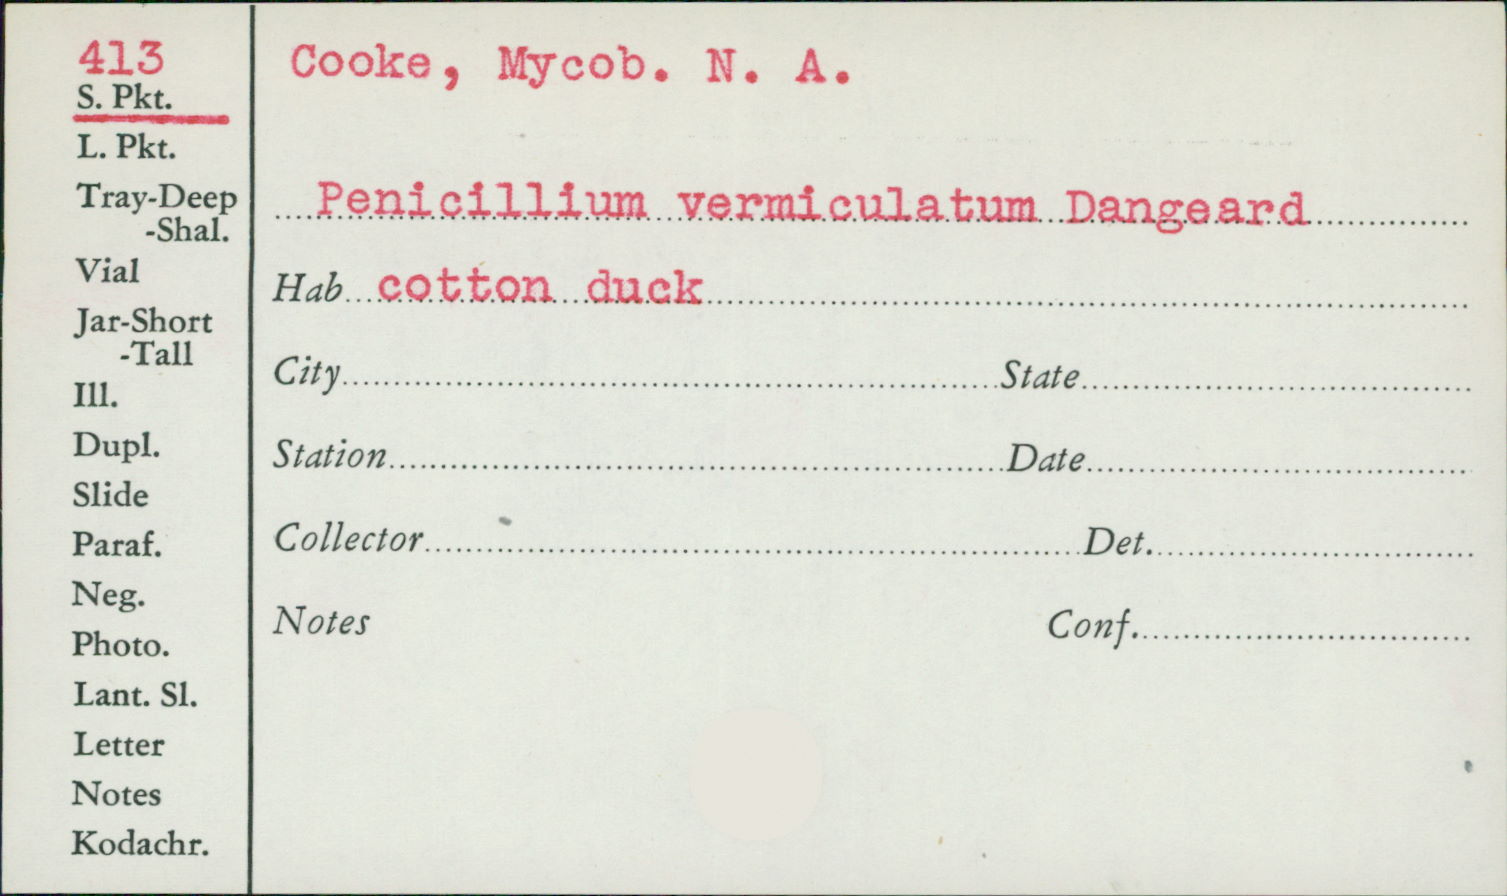 413
S. Pkt.
L. Pkt.
Tray-Deep
-Shal.
Vial
Jar-Short
-Tall
Ill.
Dupl.
Slide
Paraf.
Neg.
Photo.
Lant. Sl.
Letter
Notes
Kodachr.
Cooke, Mycob. N. A.
Penicillium vermiculatum Dangeard
Hab cotton duck
City State
Station Date
Collector Det.
Notes Conf.